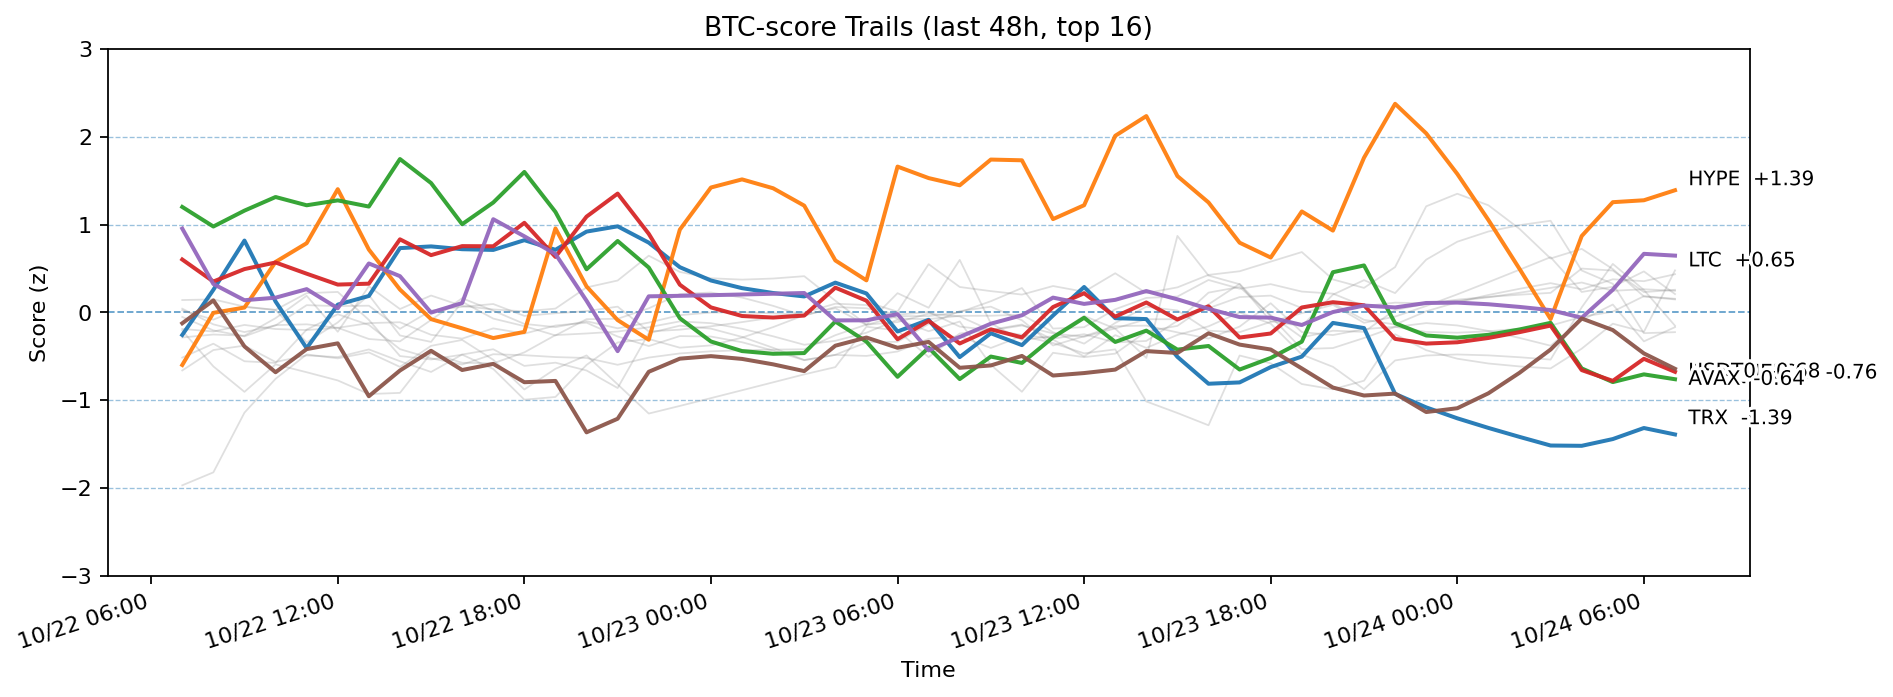 BTC-score Trails (last 48h, top 16)
3
2
1
0
−1
−2
−3
Score (z)
HYPE +1.39
LTC +0.65
-0.76
AVAX -0.64
TRX -1.39
10/22 06:00
10/22 12:00
10/22 18:00
10/23 00:00
10/23 06:00
10/23 12:00
10/23 18:00
10/24 00:00
10/24 06:00
Time